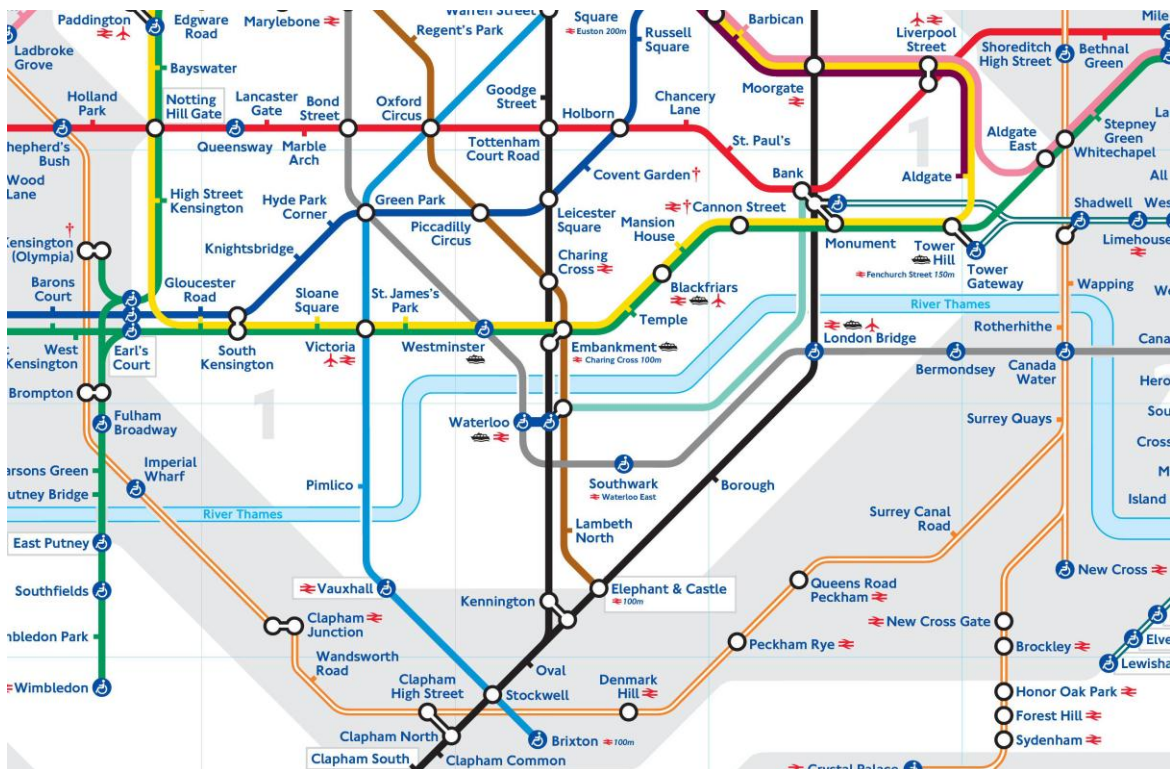 Paddington
Edgware
Road
Marylebone
Warren Street
Regent's Park
Square
Euston 200m
Russell
Square
Barbican
Liverpool
Street
Shoreditch
High Street
Bethnal
Green
Mile
Ladbroke
Grove
Bayswater
Goodge
Street
Moorgate
Holland
Park
Notting
Hill Gate
Lancaster
Gate
Bond
Street
Oxford
Circus
Holborn
Chancery
Lane
St. Paul's
1
Aldgate
East
Stepney
Green
Whitechapel
Shepherd's
Bush
Queensway
Marble
Arch
Tottenham
Court Road
Wood
Lane
Bank
Aldgate
All
High Street
Kensington
Hyde Park
Corner
Green Park
Covent Garden†
Leicester
Square
Mansion
House
† Cannon Street
Monument
Shadwell
Limehouse
Knightsbridge
Piccadilly
Circus
†
Kensington
(Olympia)
Charing
Cross
Tower
Hill
Fenchurch Street 150m
Tower
Gateway
Barons
Court
Gloucester
Road
Sloane
Square
St. James's
Park
Blackfriars
Temple
River Thames
Wapping
Rotherhithe
West
Kensington
Earl's
Court
South
Kensington
Victoria
Westminster
Embankment
Charing Cross 100m
London Bridge
Bermondsey
Canada
Water
Brompton
1
Fulham
Broadway
Waterloo
Surrey Quays
Parsons Green
Putney Bridge
Imperial
Wharf
Pimlico
Southwark
Waterloo East
Borough
Island
River Thames
Surrey Canal
Road
East Putney
Lambeth
North
Southfields
Vauxhall
Kennington
Elephant & Castle
100m
Queens Road
Peckham
New Cross
Clapham
Junction
New Cross Gate
Wimbledon Park
Wandsworth
Road
Oval
Peckham Rye
Brockley
Lewisham
Wimbledon
Clapham
High Street
Stockwell
Denmark
Hill
Honor Oak Park
Forest Hill
Sydenham
Clapham North
Brixton
100m
Clapham South
Clapham Common
Crystal Palace